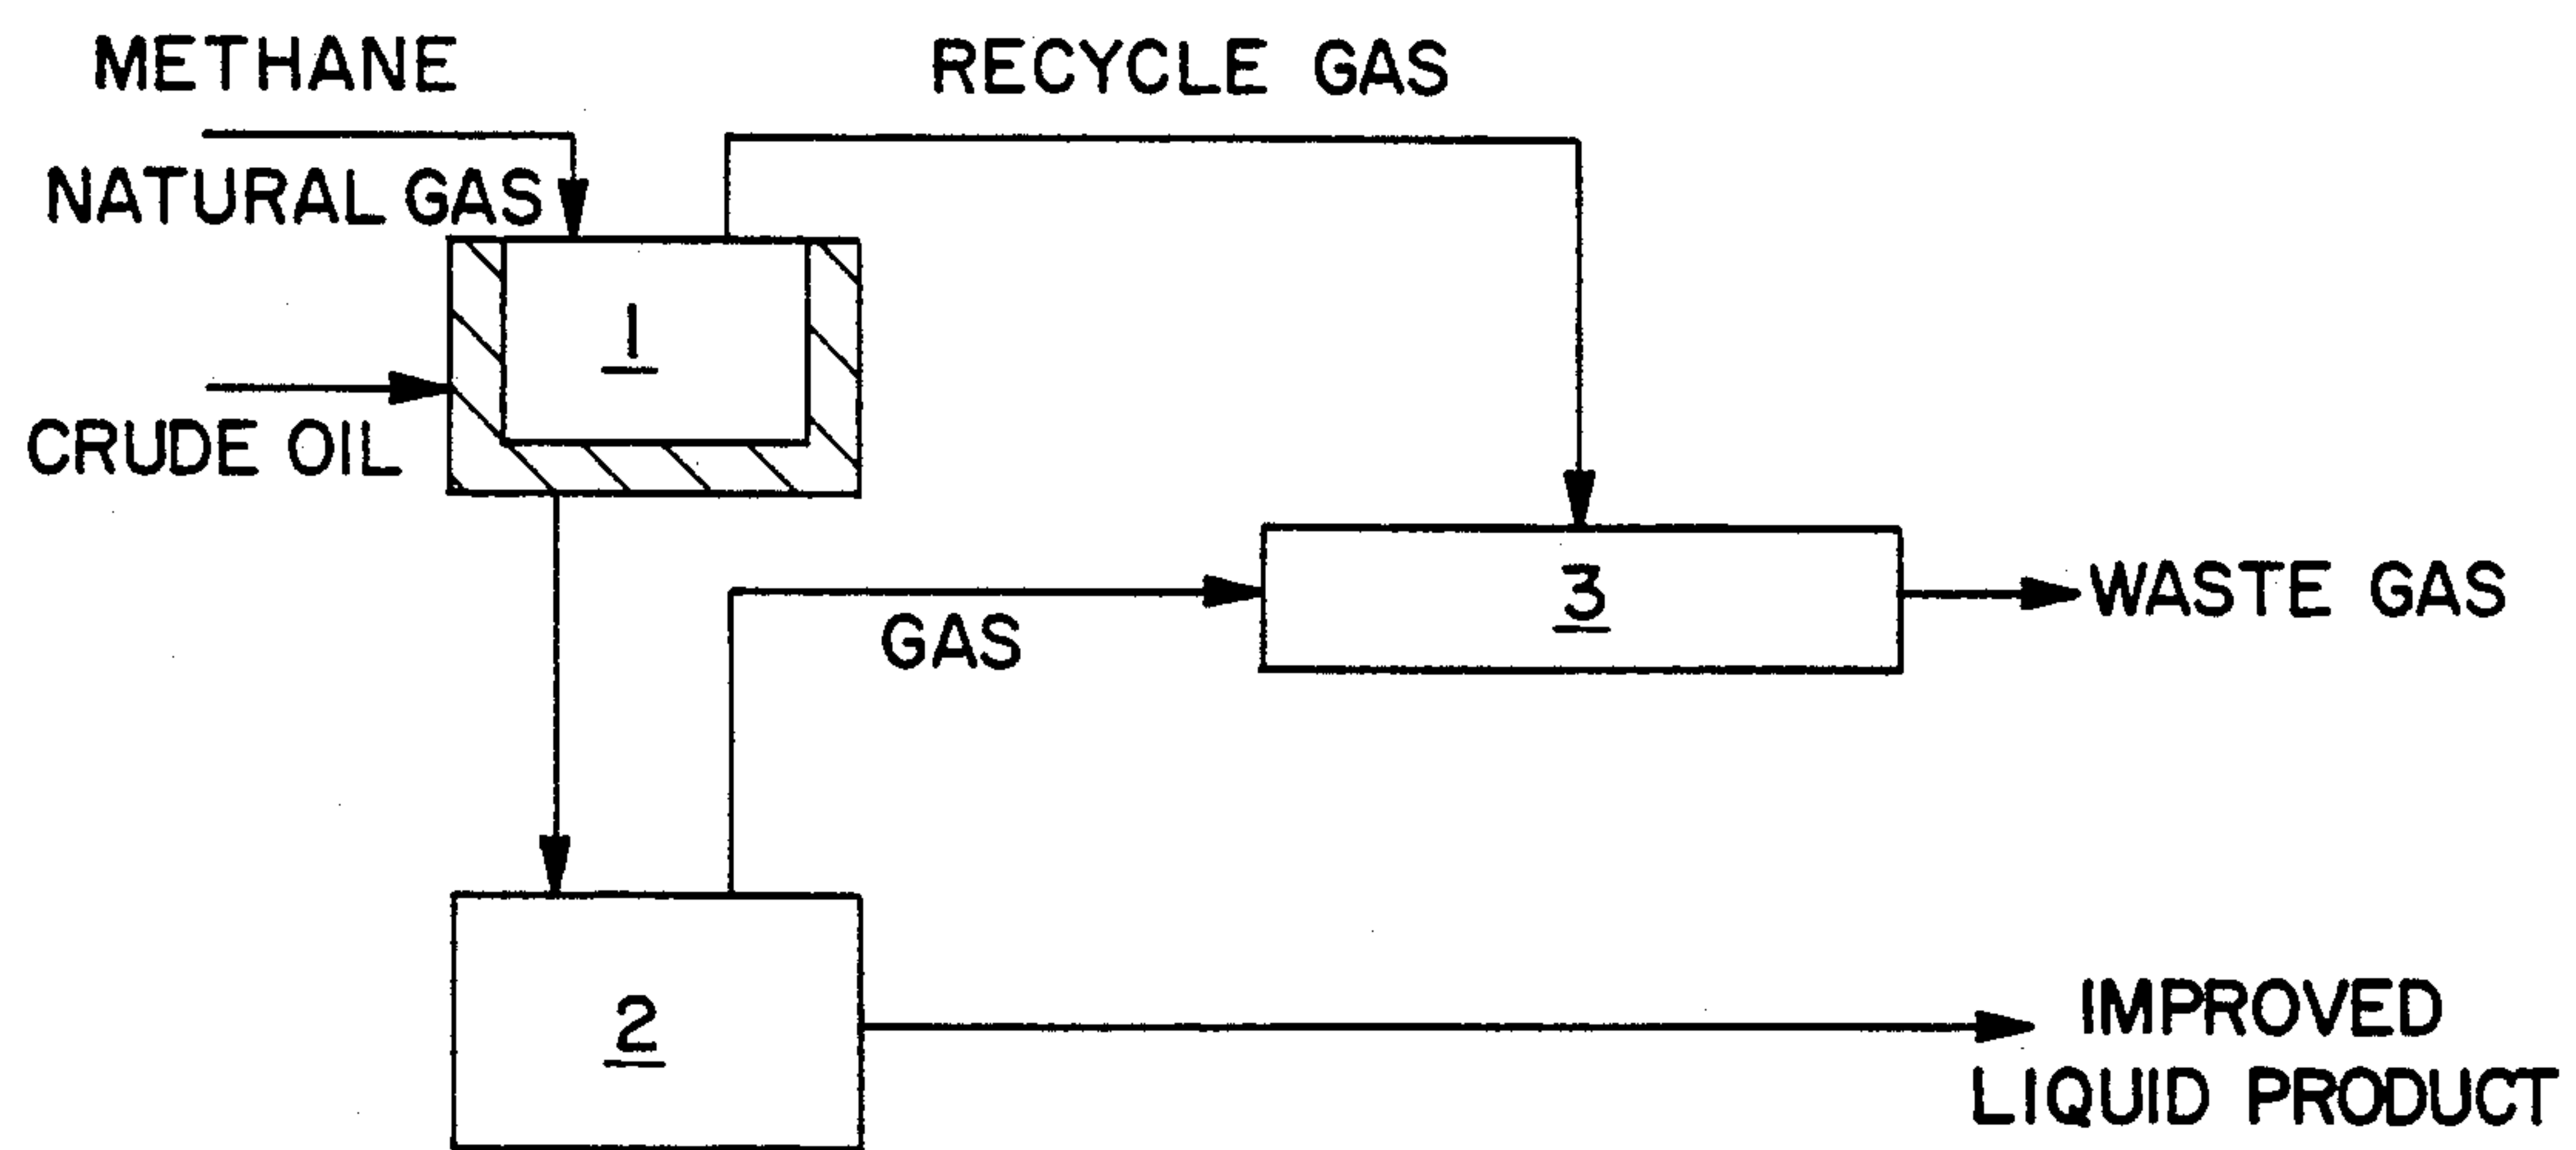 METHANE
RECYCLE GAS
NATURAL GAS
1
CRUDE OIL
3
WASTE GAS
GAS
2
IMPROVED
LIQUID PRODUCT